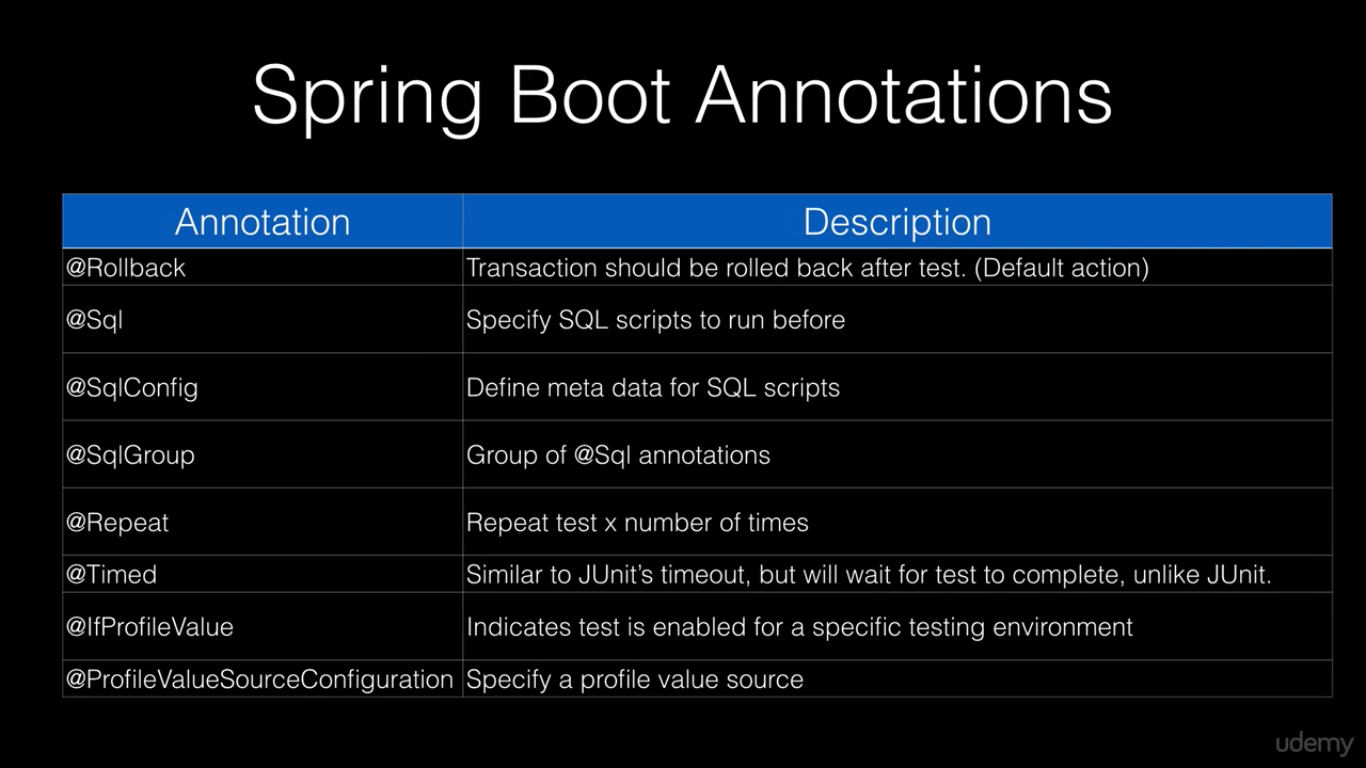 Spring Boot Annotations
Annotation Description
@Rollback Transaction should be rolled back after test. (Default action)
@Sql Specify SQL scripts to run before
@SqlConfig Define meta data for SQL scripts
@SqlGroup Group of @Sql annotations
@Repeat Repeat test x number of times
@Timed Similar to JUnit's timeout, but will wait for test to complete, unlike JUnit.
@IfProfileValue Indicates test is enabled for a specific testing environment
@ProfileValueSourceConfiguration Specify a profile value source
udemy